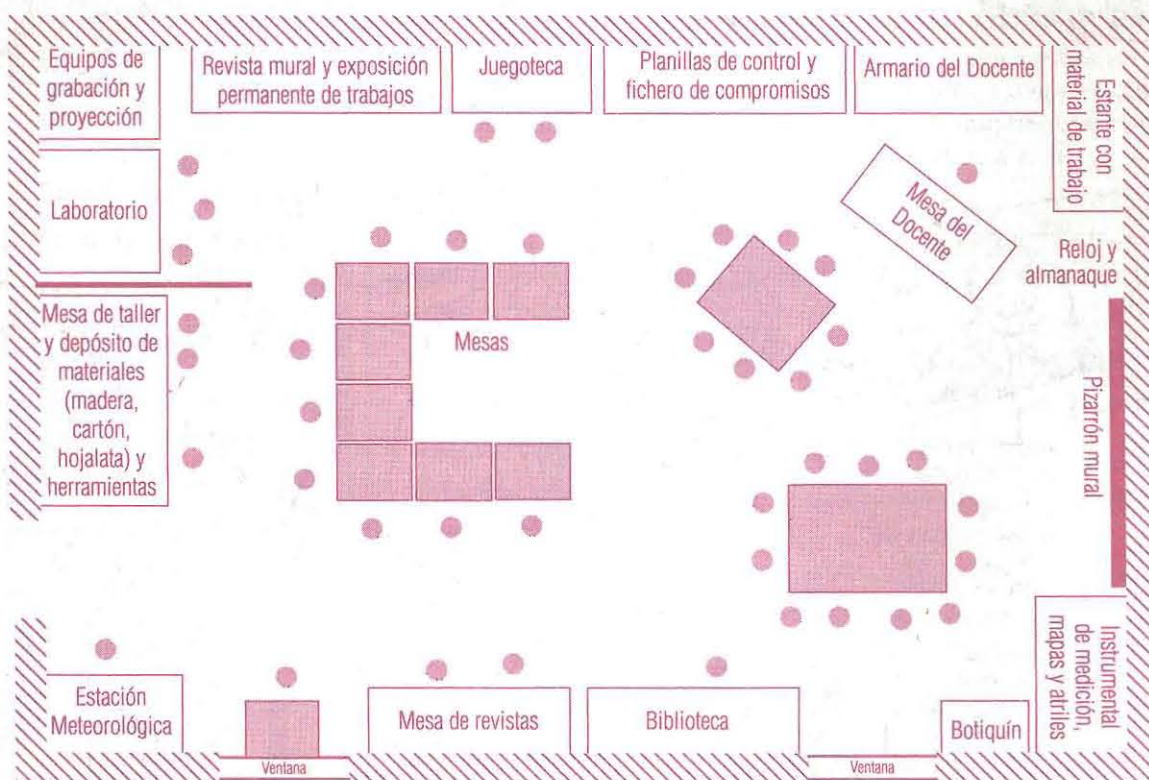 Equipos de
grabación y
proyección
Revista mural y exposición
permanente de trabajos
Juegoteca
Planillas de control y
fichero de compromisos
Armario del Docente
Estante con
material de trabajo
Laboratorio
Mesa del
Docente
Reloj y
almanaque
Mesa de taller
y depósito de
materiales
(madera,
cartón,
hojalata) y
herramientas
Mesas
Pizarrón mural
Instrumental
de medición,
mapas y atriles
Estación
Meteorológica
Mesa de revistas
Biblioteca
Botiquín
Ventana
Ventana